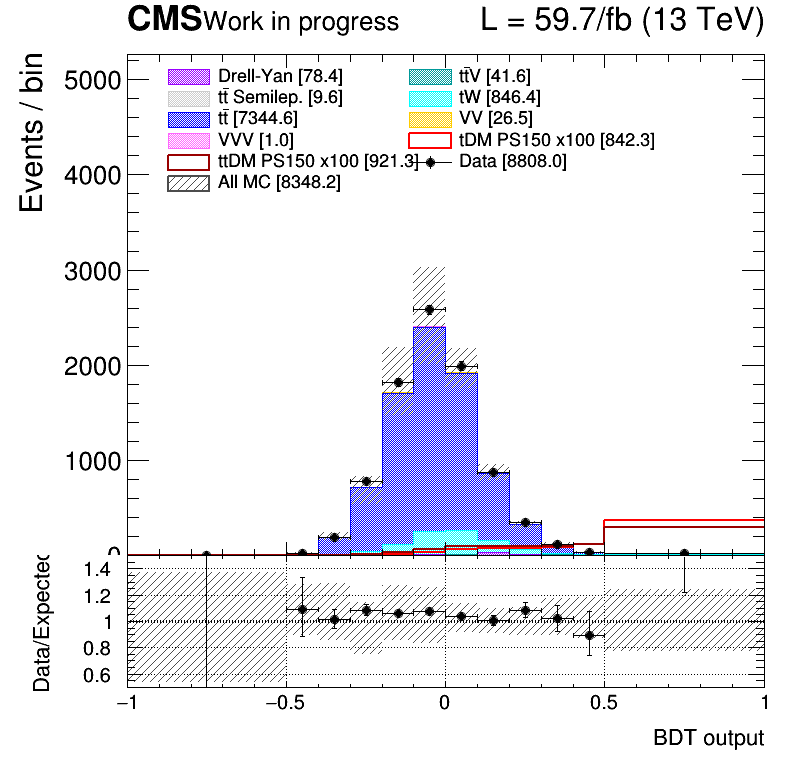 CMS Work in progress L = 59.7/fb (13 TeV)
Events / bin
5000
4000
3000
2000
1000
0
Drell-Yan [78.4] tt̄V [41.6]
tt̄ Semilep. [9.6] tW [846.4]
tt̄ [7344.6] VV [26.5]
VVV [1.0] tDM PS150 x100 [842.3]
ttDM PS150 x100 [921.3] Data [8808.0]
All MC [8348.2]
Data/Expected
1.4
1.2
1
0.8
0.6
−1 −0.5 0 0.5 1
BDT output